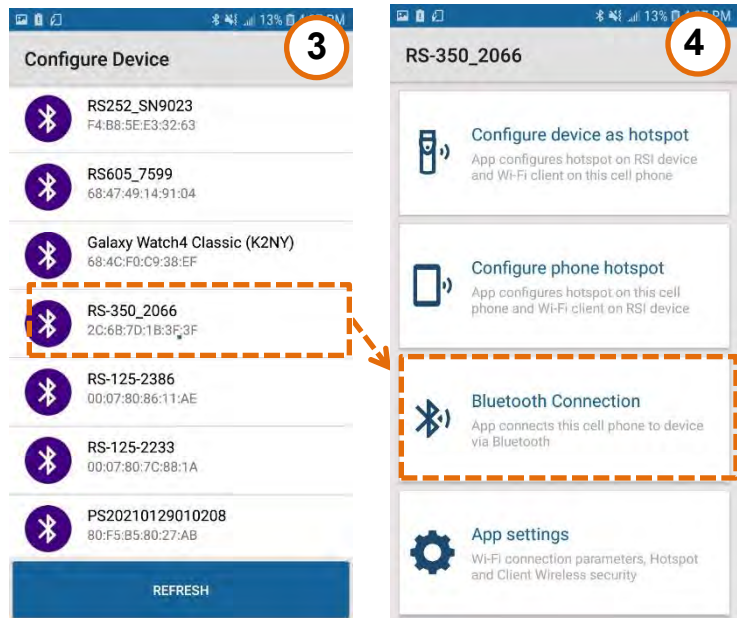 13%
3
Configure Device
RS252_SN9023
F4:B8:5E:E3:32:63
RS605_7599
68:47:49:14:91:04
Galaxy Watch4 Classic (K2NY)
68:4C:F0:C9:38:EF
RS-350_2066
2C:6B:7D:1B:3F:3F
RS-125-2386
00:07:80:86:11:AE
RS-125-2233
00:07:80:7C:88:1A
PS20210129010208
80:F5:B5:80:27:AB
REFRESH
13%
4
RS-350_2066
Configure device as hotspot
App configures hotspot on RSI device
and Wi-Fi client on this cell phone
Configure phone hotspot
App configures hotspot on this cell
phone and Wi-Fi client on RSI device
Bluetooth Connection
App connects this cell phone to device
via Bluetooth
App settings
Wi-Fi connection parameters, Hotspot
and Client Wireless security